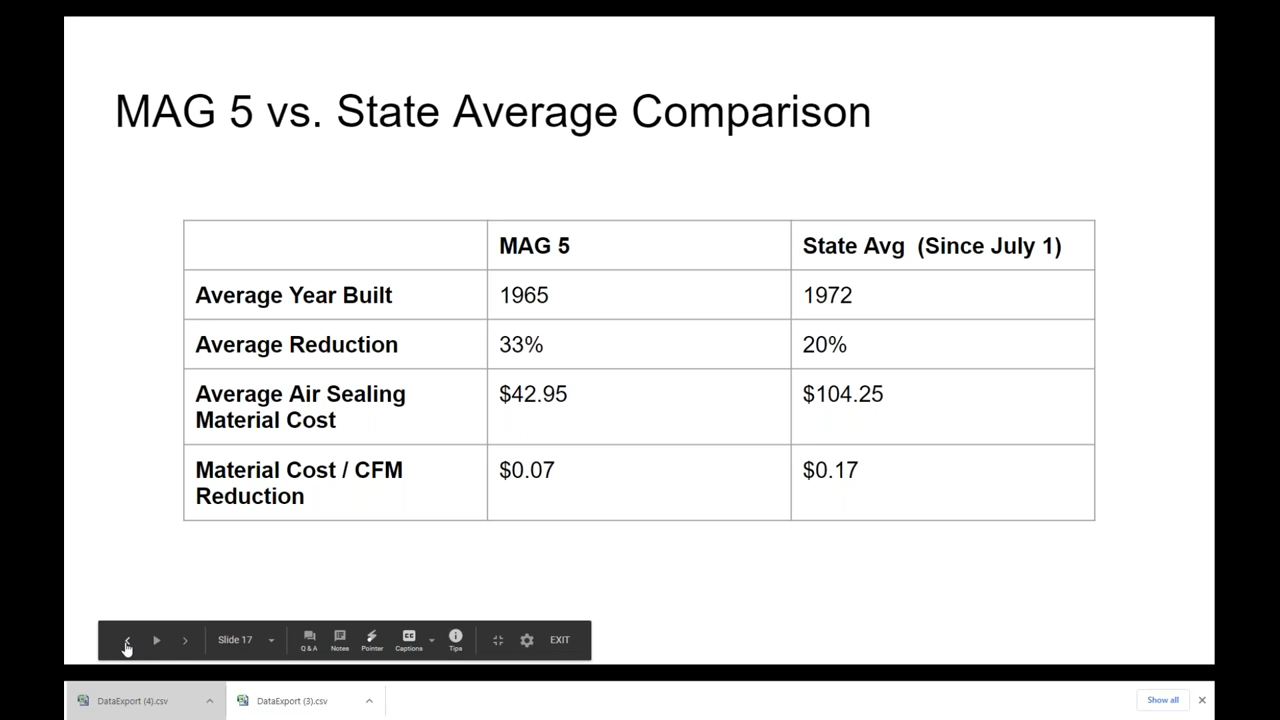 MAG 5 vs. State Average Comparison
MAG 5
State Avg  (Since July 1)
Average Year Built
1965
1972
Average Reduction
33%
20%
Average Air Sealing
Material Cost
$42.95
$104.25
Material Cost / CFM
Reduction
$0.07
$0.17
Slide 17
Q & A
Notes
Pointer
CC
Captions
Tips
EXIT
DataExport (4).csv
DataExport (3).csv
Show all